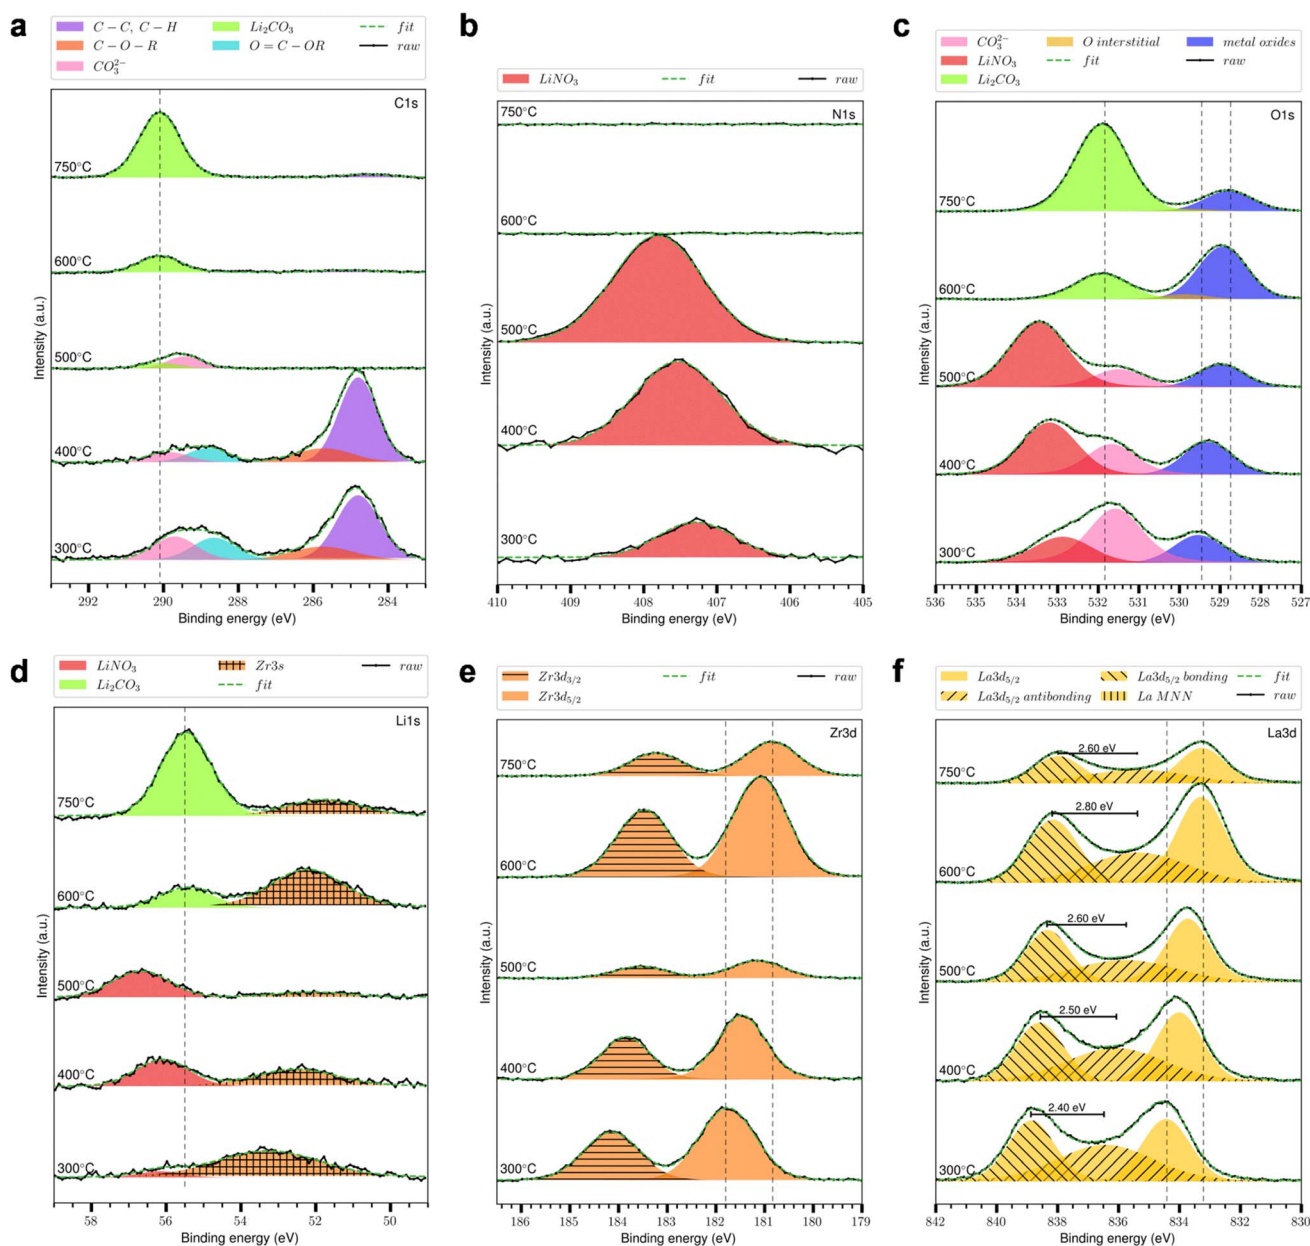 a
C − C, C − H
Li₂CO₃
fit
C − O − R
O = C − OR
raw
CO₃²⁻
C1s
750°C
600°C
500°C
400°C
300°C
Intensity (a.u.)
292 290 288 286 284
Binding energy (eV)
b
LiNO₃
fit
raw
N1s
750°C
600°C
500°C
400°C
300°C
Intensity (a.u.)
410 409 408 407 406 405
Binding energy (eV)
c
CO₃²⁻
O interstitial
metal oxides
LiNO₃
fit
raw
Li₂CO₃
O1s
750°C
600°C
500°C
400°C
300°C
Intensity (a.u.)
536 535 534 533 532 531 530 529 528 527
Binding energy (eV)
d
LiNO₃
Zr3s
raw
Li₂CO₃
fit
Li1s
750°C
600°C
500°C
400°C
300°C
Intensity (a.u.)
58 56 54 52 50
Binding energy (eV)
e
Zr3d₃/₂
fit
raw
Zr3d₅/₂
Zr3d
750°C
600°C
500°C
400°C
300°C
Intensity (a.u.)
186 185 184 183 182 181 180 179
Binding energy (eV)
f
La3d₅/₂
La3d₅/₂ bonding
fit
La3d₅/₂ antibonding
La MNN
raw
La3d
2.60 eV
750°C
2.80 eV
600°C
2.60 eV
500°C
2.50 eV
400°C
2.40 eV
300°C
Intensity (a.u.)
842 840 838 836 834 832 830
Binding energy (eV)